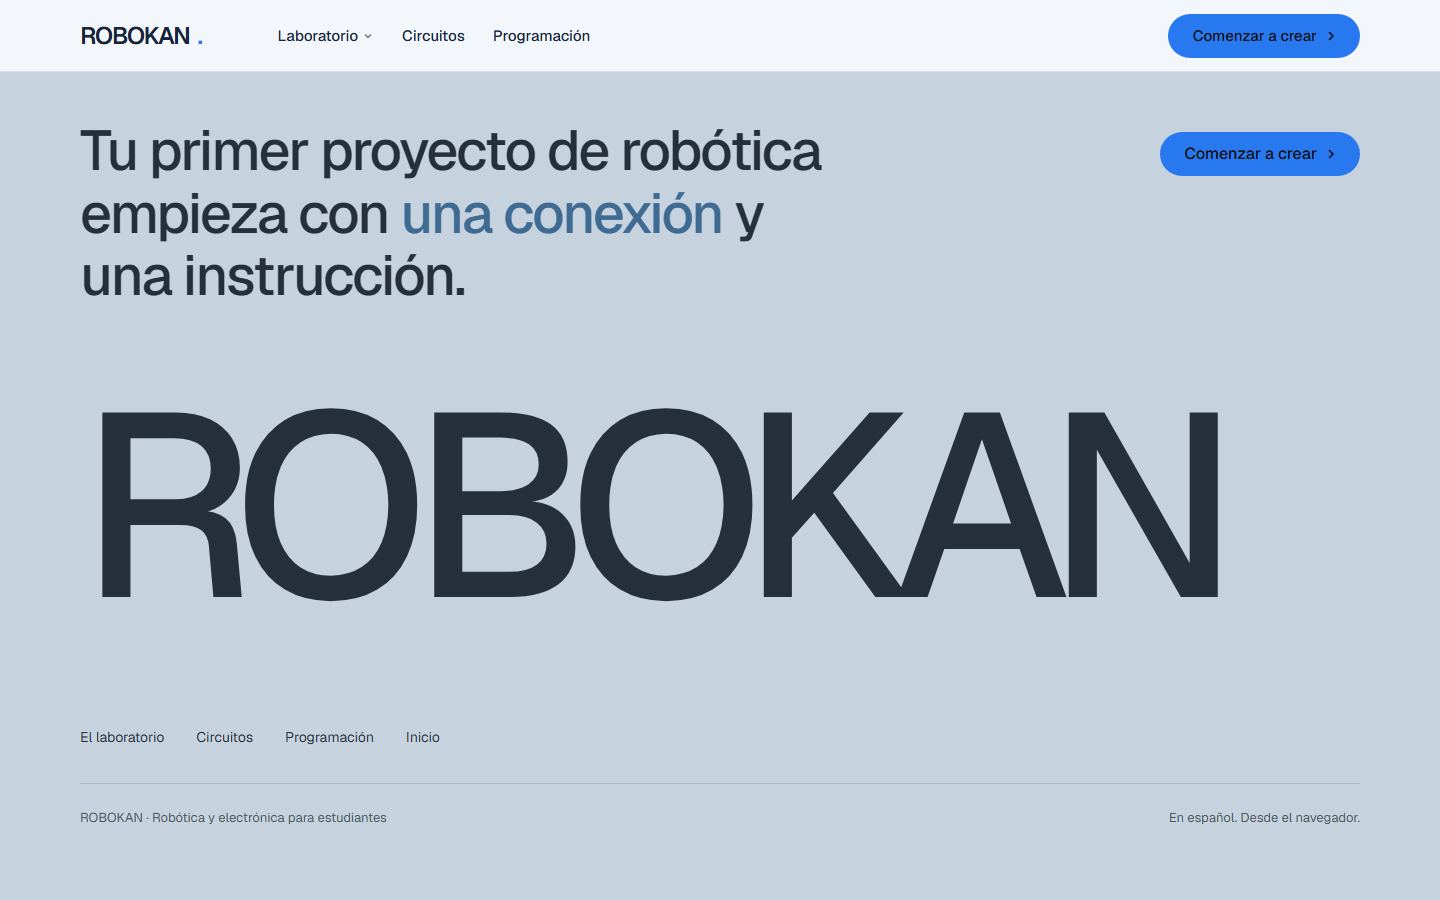 ROBOKAN .
Laboratorio
Circuitos
Programación
Comenzar a crear
Tu primer proyecto de robótica
empieza con una conexión y
una instrucción.
Comenzar a crear
ROBOKAN
El laboratorio
Circuitos
Programación
Inicio
ROBOKAN · Robótica y electrónica para estudiantes
En español. Desde el navegador.